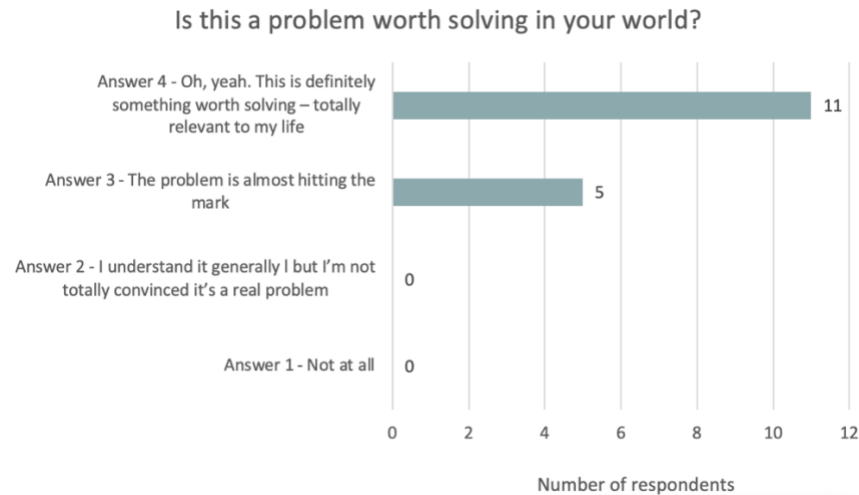 Is this a problem worth solving in your world?
Answer 4 - Oh, yeah. This is definitely
something worth solving – totally
relevant to my life
11
Answer 3 - The problem is almost hitting the
mark
5
Answer 2 - I understand it generally l but I’m not
totally convinced it’s a real problem
0
Answer 1 - Not at all
0
0 2 4 6 8 10 12
Number of respondents